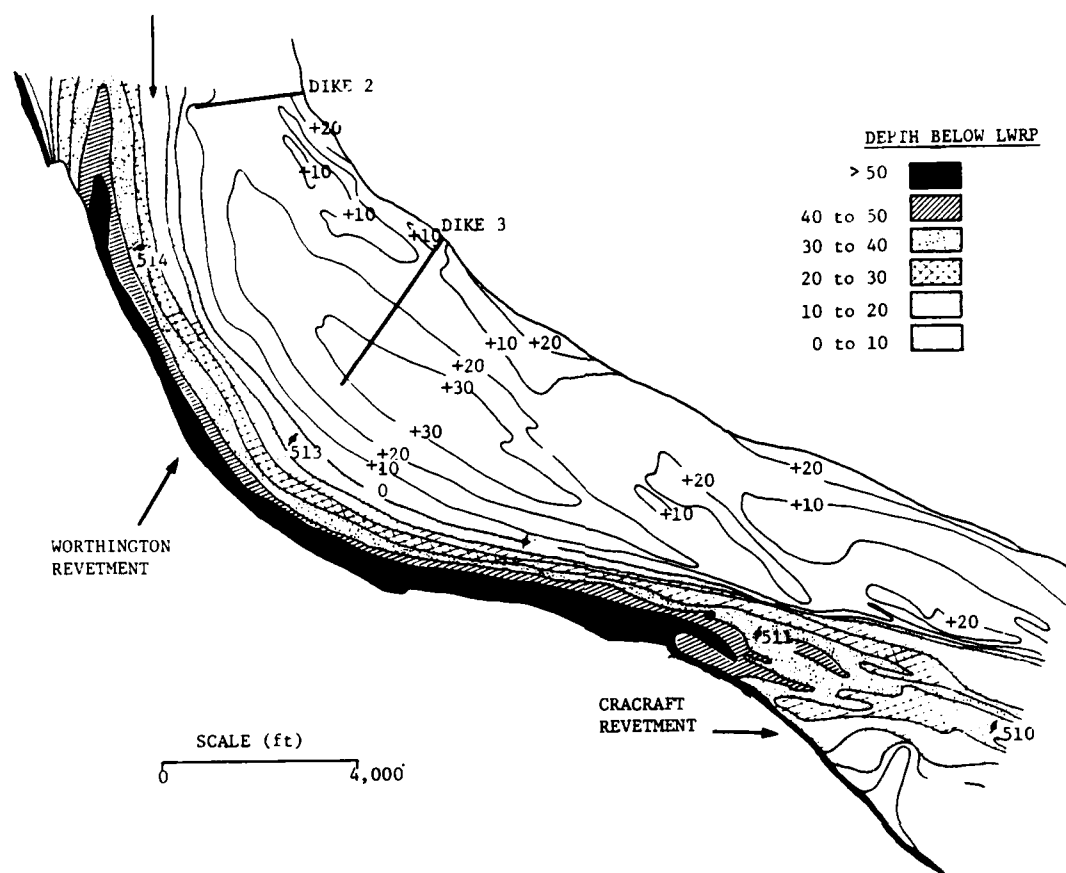 DIKE 2
+20
+10
+10
+10
DIKE 3
DEPTH BELOW LWRP
> 50
40 to 50
30 to 40
20 to 30
10 to 20
0 to 10
514
+10
+20
+20
+30
+30
513
+20
+10
0
+20
+10
+20
+10
WORTHINGTON
REVETMENT
+20
511
CRACRAFT
REVETMENT
510
SCALE (ft)
0
4,000